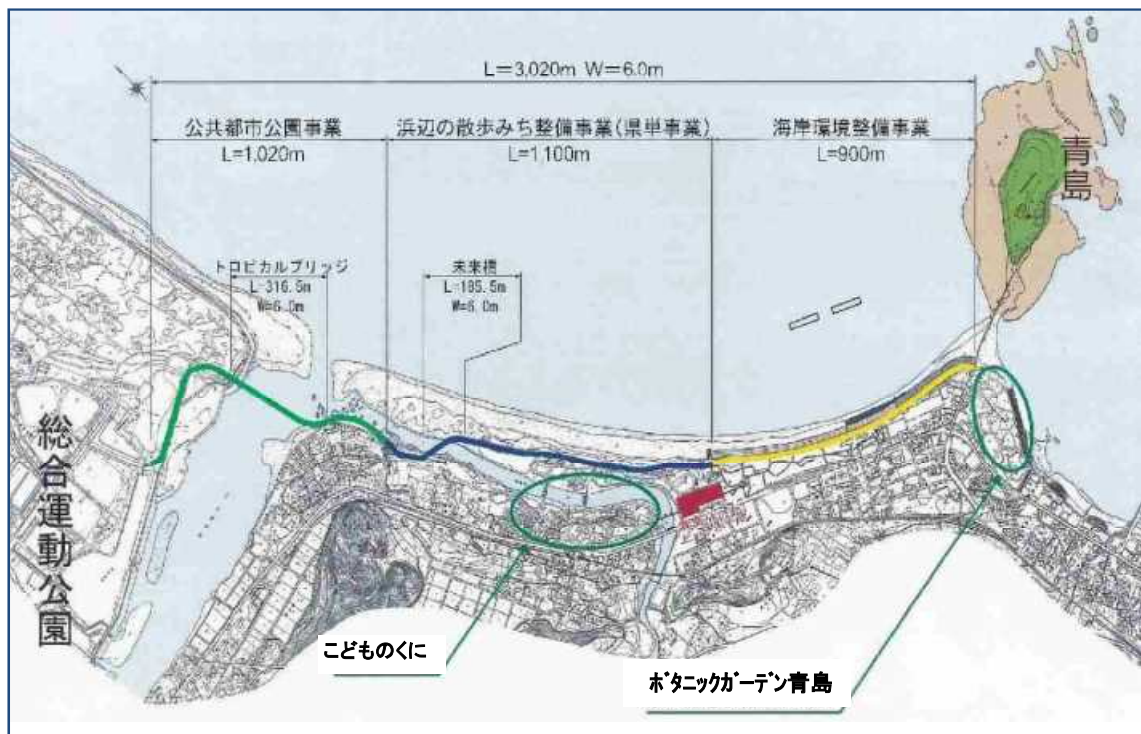 L=3,020m W=6.0m
公共都市公園事業
L=1,020m
浜辺の散歩みち整備事業(県単事業)
L=1,100m
海岸環境整備事業
L=900m
青島
トロピカルブリッジ
L=316.5m
W=6.0m
未来橋
L=185.5m
W=6.0m
総合運動公園
こどものくに
ボタニックガーデン青島